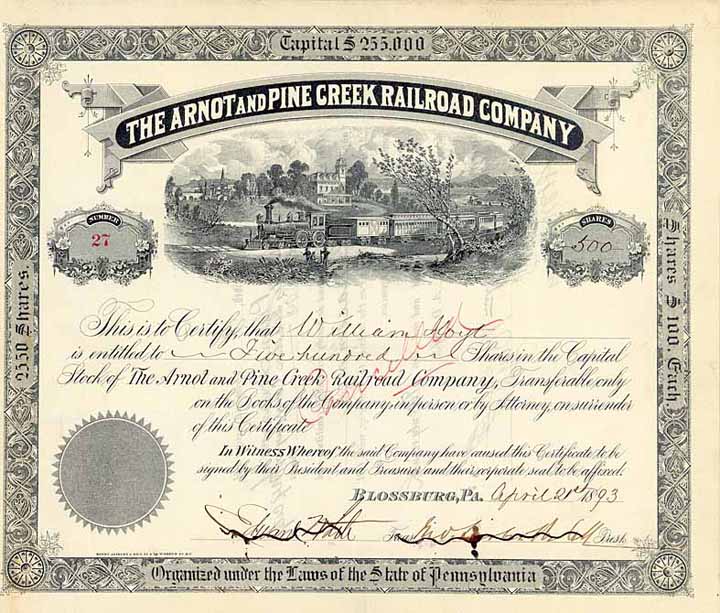 Capital $ 255,000
THE ARNOT AND PINE CREEK RAILROAD COMPANY
NUMBER
27
SHARES
500
2550 Shares.
Shares $ 100. Each.
This is to Certify, that William Hoyt
is entitled to Five hundred Shares in the Capital
Stock of The Arnot and Pine Creek Railroad Company, Transferable only
on the Books of the Company, in person or by Attorney, on surrender
of this Certificate
Cancelled
In Witness Whereof the said Company have caused this Certificate to be
signed by their President and Treasurer and their corporate seal to be affixed.
BLOSSBURG, PA. April 21st 1893
Treas. Prest.
Organized under the Laws of the State of Pennsylvania